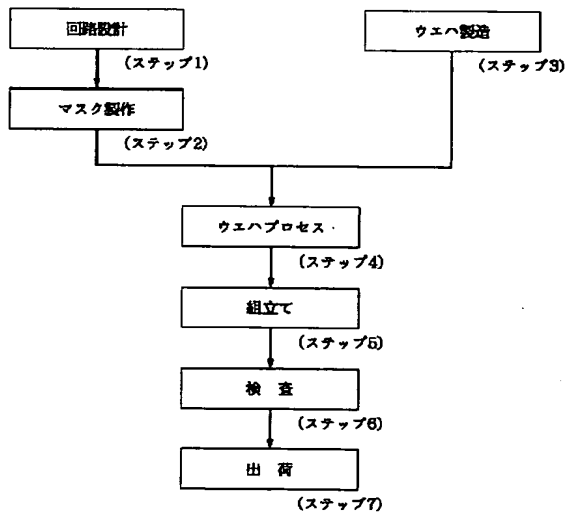 回路設計
(ステップ1)
ウエハ製造
(ステップ3)
マスク製作
(ステップ2)
ウエハプロセス
(ステップ4)
組立て
(ステップ5)
検 査
(ステップ6)
出 荷
(ステップ7)